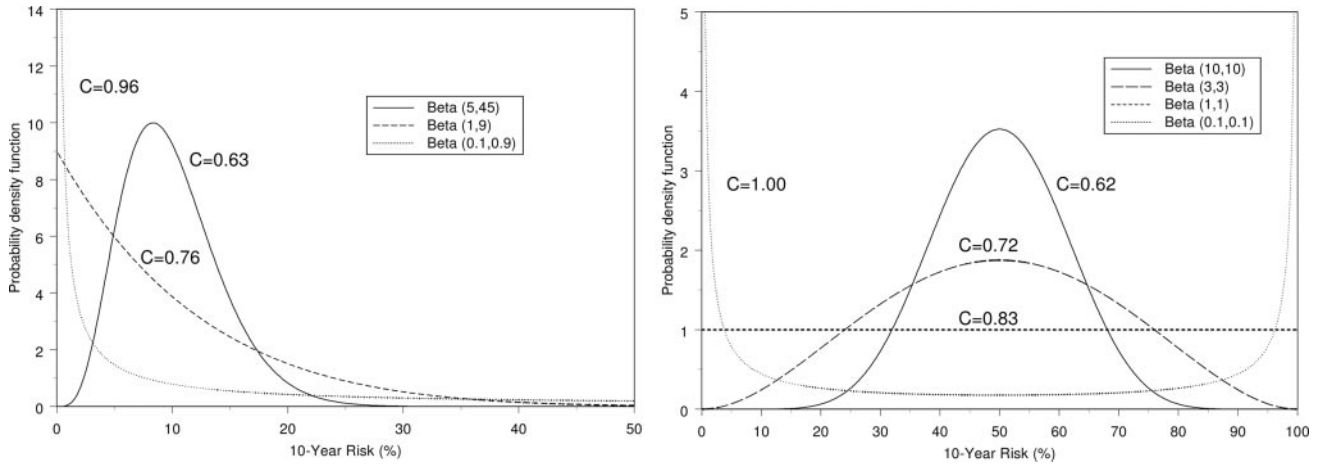 14
12
10
8
6
4
2
0
Probability density function
C=0.96
C=0.63
C=0.76
Beta (5,45)
Beta (1,9)
Beta (0.1,0.9)
0 10 20 30 40 50
10-Year Risk (%)
5
4
3
2
1
0
Probability density function
Beta (10,10)
Beta (3,3)
Beta (1,1)
Beta (0.1,0.1)
C=1.00
C=0.62
C=0.72
C=0.83
0 10 20 30 40 50 60 70 80 90 100
10-Year Risk (%)